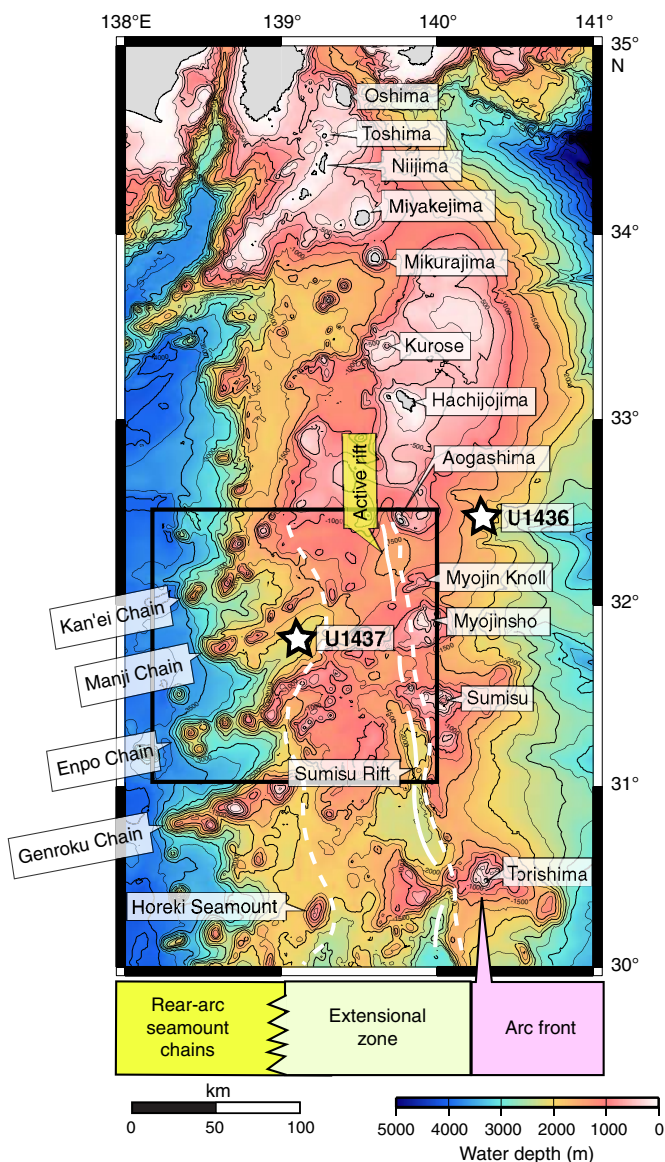 138°E 139° 140° 141°
35°
N
Oshima
Toshima
Niijima
Miyakejima
34°
Mikurajima
Kurose
Hachijojima
33°
Active rift
Aogashima
U1436
Myojin Knoll
Kan'ei Chain
32°
Myojinsho
U1437
Manji Chain
Sumisu
Enpo Chain
Sumisu Rift
31°
Genroku Chain
Torishima
Horeki Seamount
30°
Rear-arc
seamount
chains
Extensional
zone
Arc front
km
0 50 100
5000 4000 3000 2000 1000 0
Water depth (m)